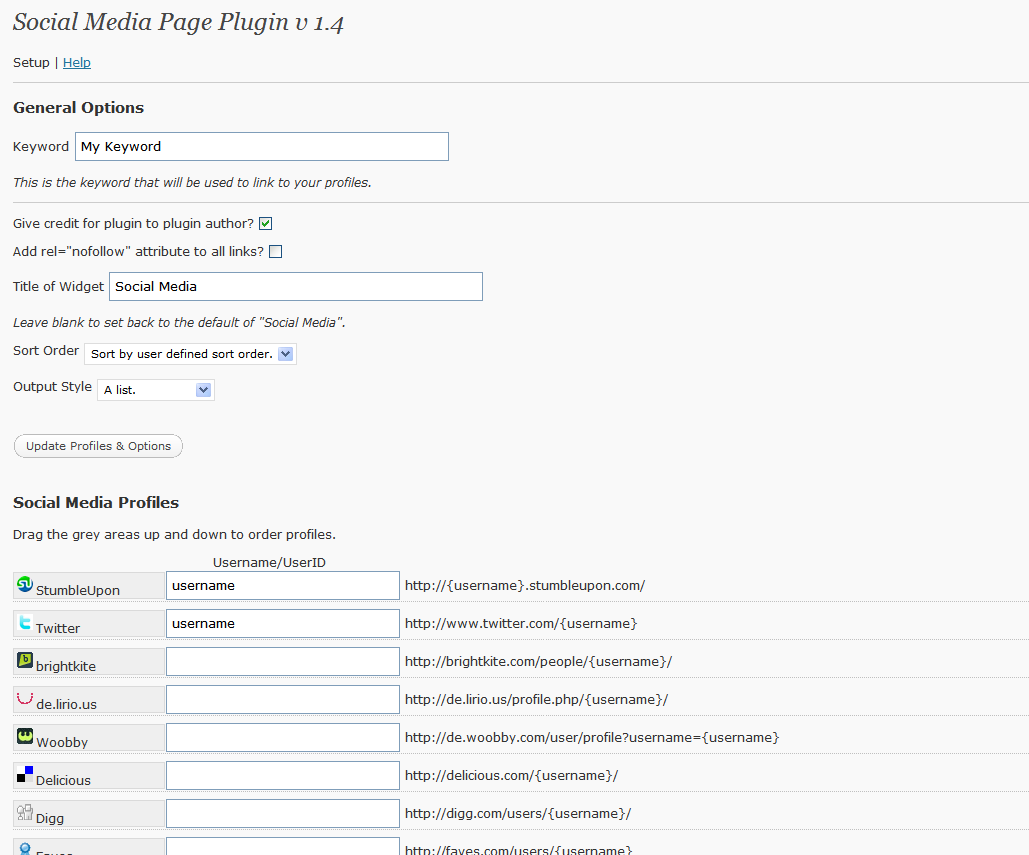 Social Media Page Plugin v 1.4
Setup | Help
General Options
Keyword My Keyword
This is the keyword that will be used to link to your profiles.
Give credit for plugin to plugin author?
Add rel="nofollow" attribute to all links?
Title of Widget Social Media
Leave blank to set back to the default of "Social Media".
Sort Order Sort by user defined sort order.
Output Style A list.
Update Profiles & Options
Social Media Profiles
Drag the grey areas up and down to order profiles.
Username/UserID
StumbleUpon username http://{username}.stumbleupon.com/
Twitter username http://www.twitter.com/{username}
brightkite http://brightkite.com/people/{username}/
de.lirio.us http://de.lirio.us/profile.php/{username}/
Woobby http://de.woobby.com/user/profile?username={username}
Delicious http://delicious.com/{username}/
Digg http://digg.com/users/{username}/
Faves http://faves.com/users/{username}